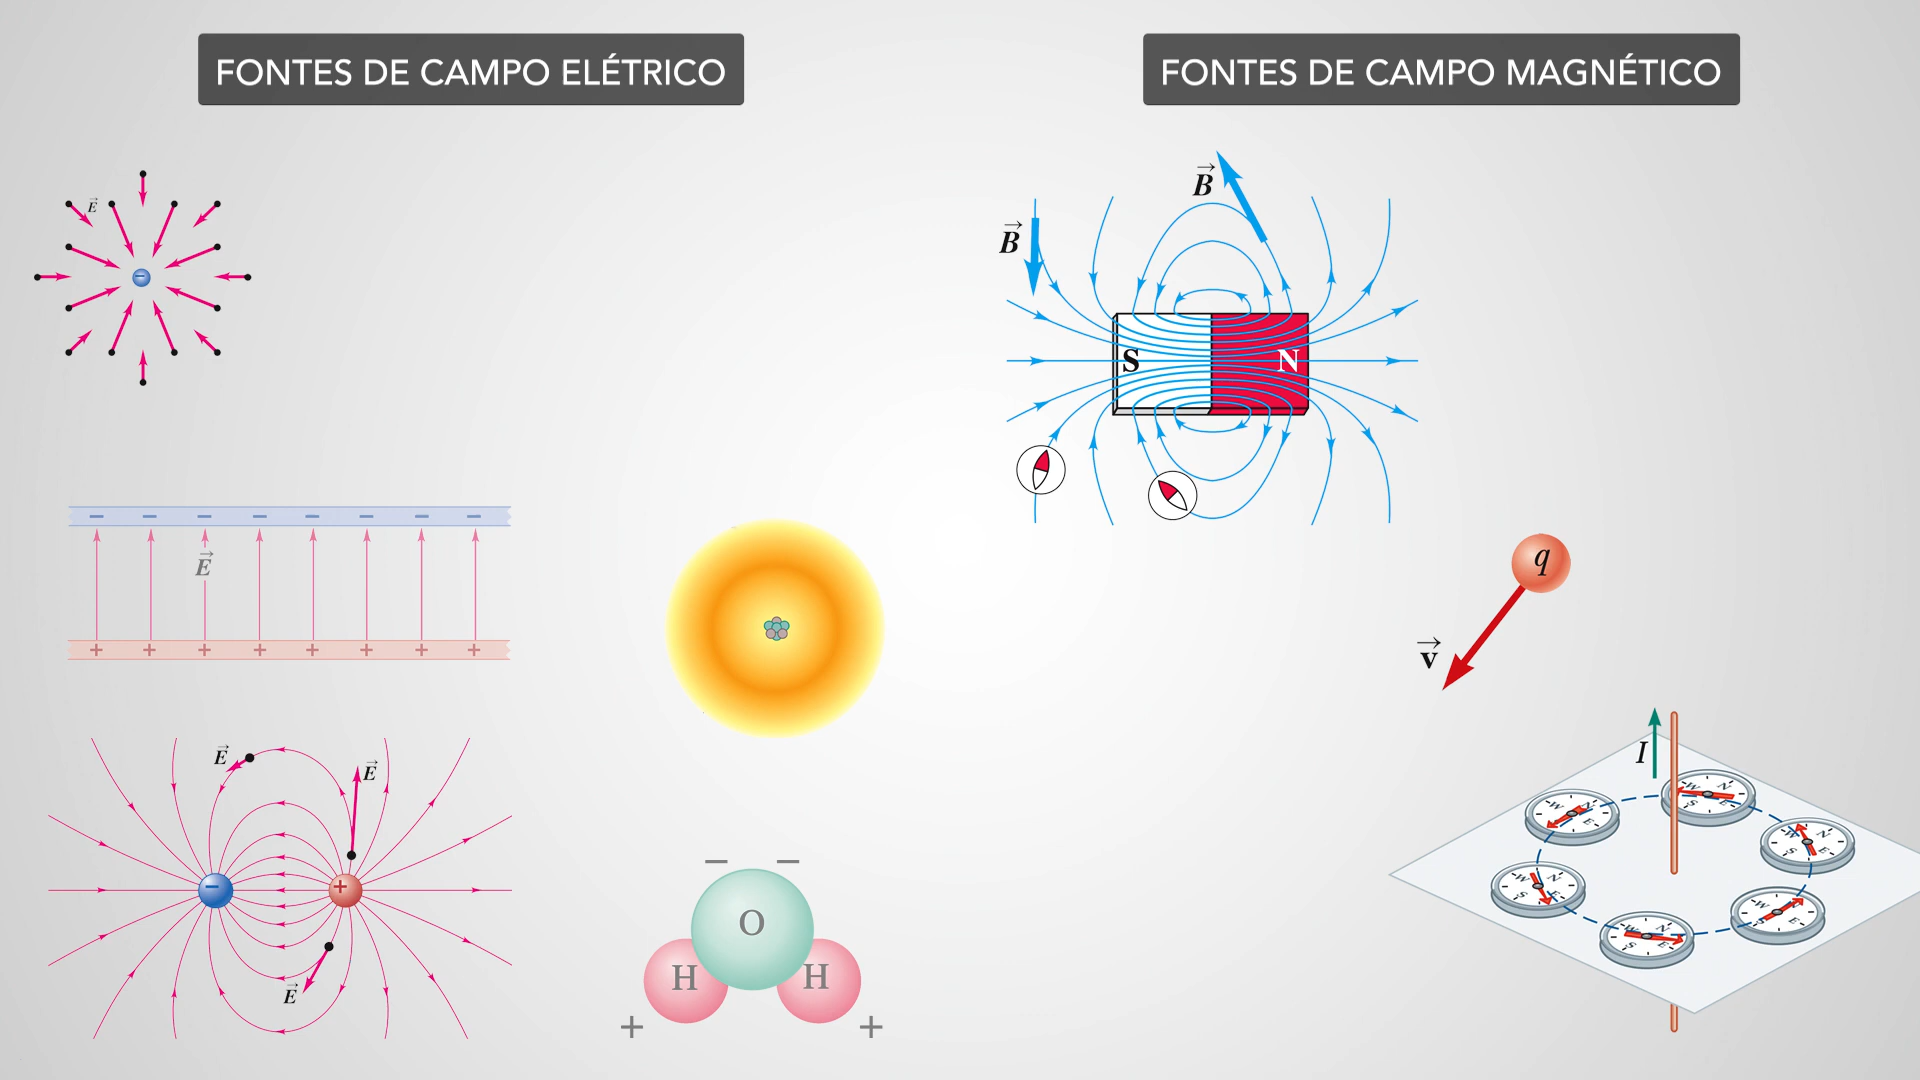 FONTES DE CAMPO ELÉTRICO
FONTES DE CAMPO MAGNÉTICO
E
B
B
S N
q
v
− − − − − − − −
E
+ + + + + + + +
I
W S
W E
N S W E
W N E
W S E
W E S
E
E
− +
E
− −
O
H H
+ +